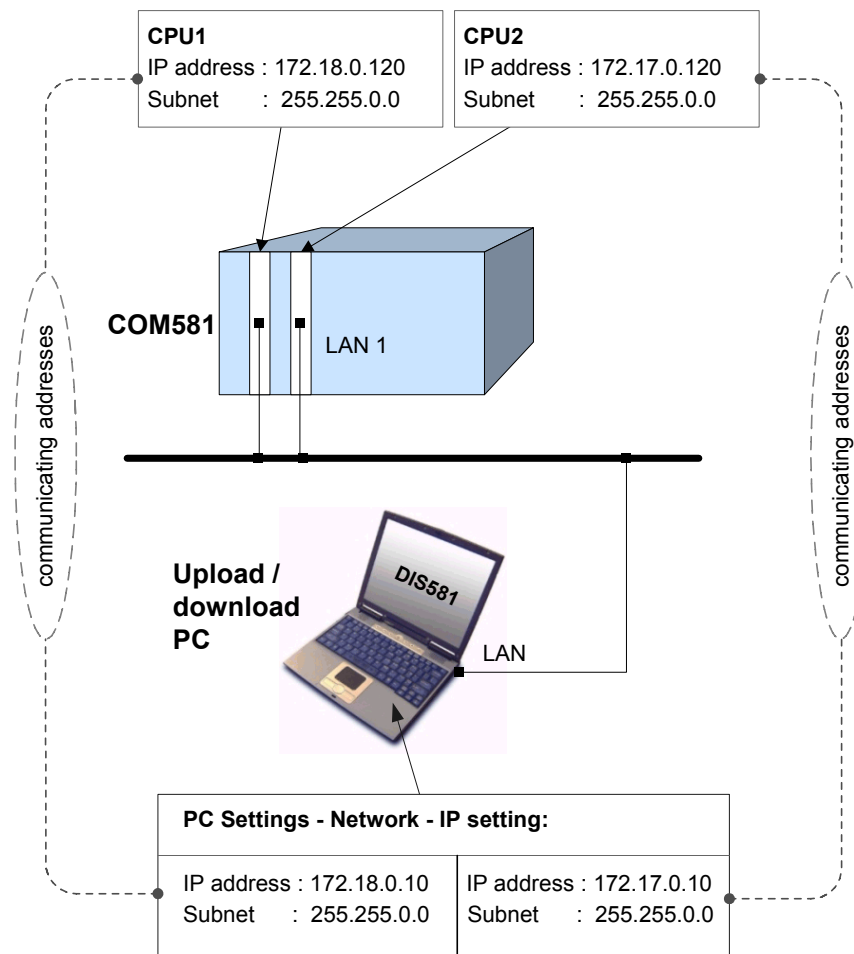 CPU1
IP address : 172.18.0.120
Subnet : 255.255.0.0
CPU2
IP address : 172.17.0.120
Subnet : 255.255.0.0
communicating addresses
COM581
LAN 1
communicating addresses
Upload /
download
PC
DIS581
LAN
PC Settings - Network - IP setting:
IP address : 172.18.0.10
Subnet : 255.255.0.0
IP address : 172.17.0.10
Subnet : 255.255.0.0